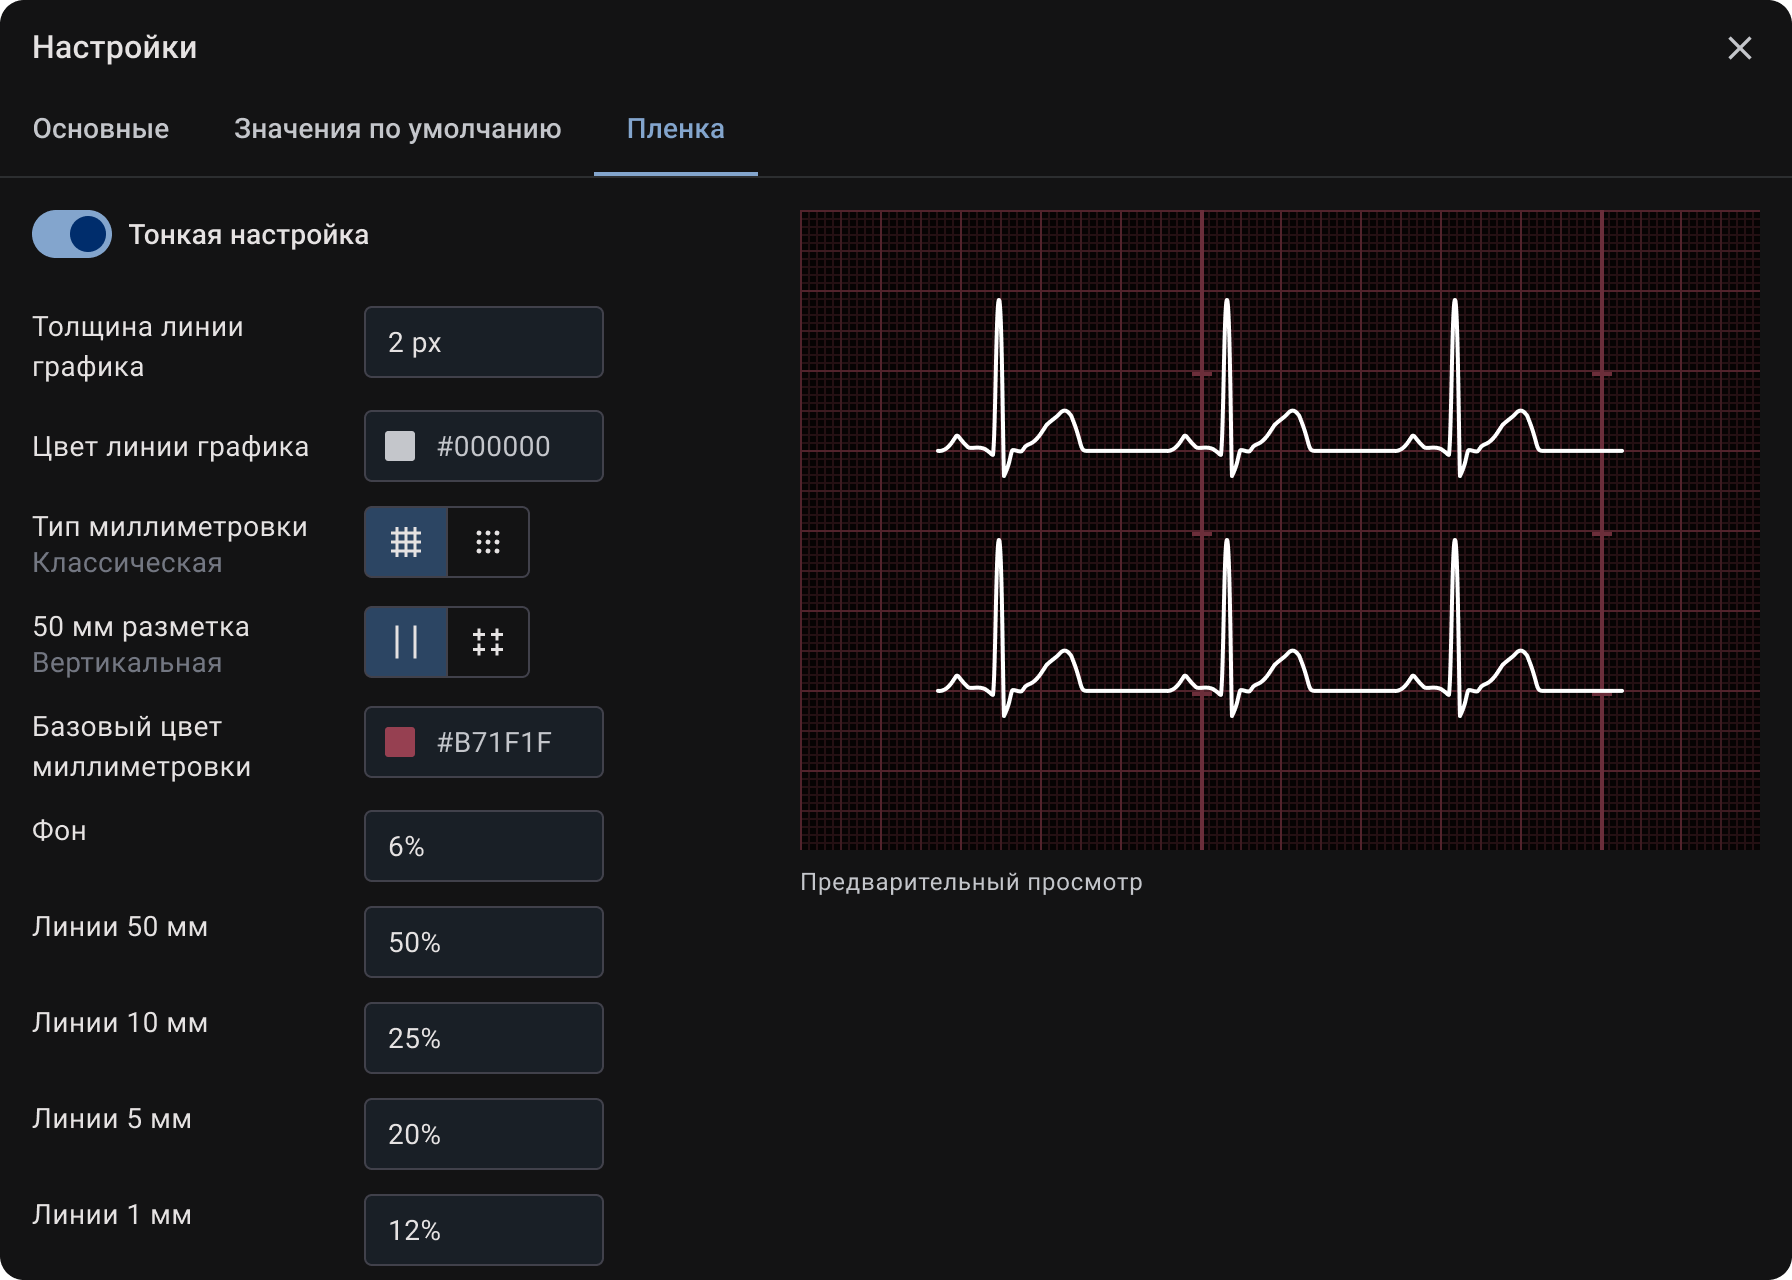 Настройки
Основные
Значения по умолчанию
Пленка
Тонкая настройка
Толщина линии
графика
2 px
Цвет линии графика
#000000
Тип миллиметровки
Классическая
50 мм разметка
Вертикальная
Базовый цвет
миллиметровки
#B71F1F
Фон
6%
Линии 50 мм
50%
Линии 10 мм
25%
Линии 5 мм
20%
Линии 1 мм
12%
Предварительный просмотр